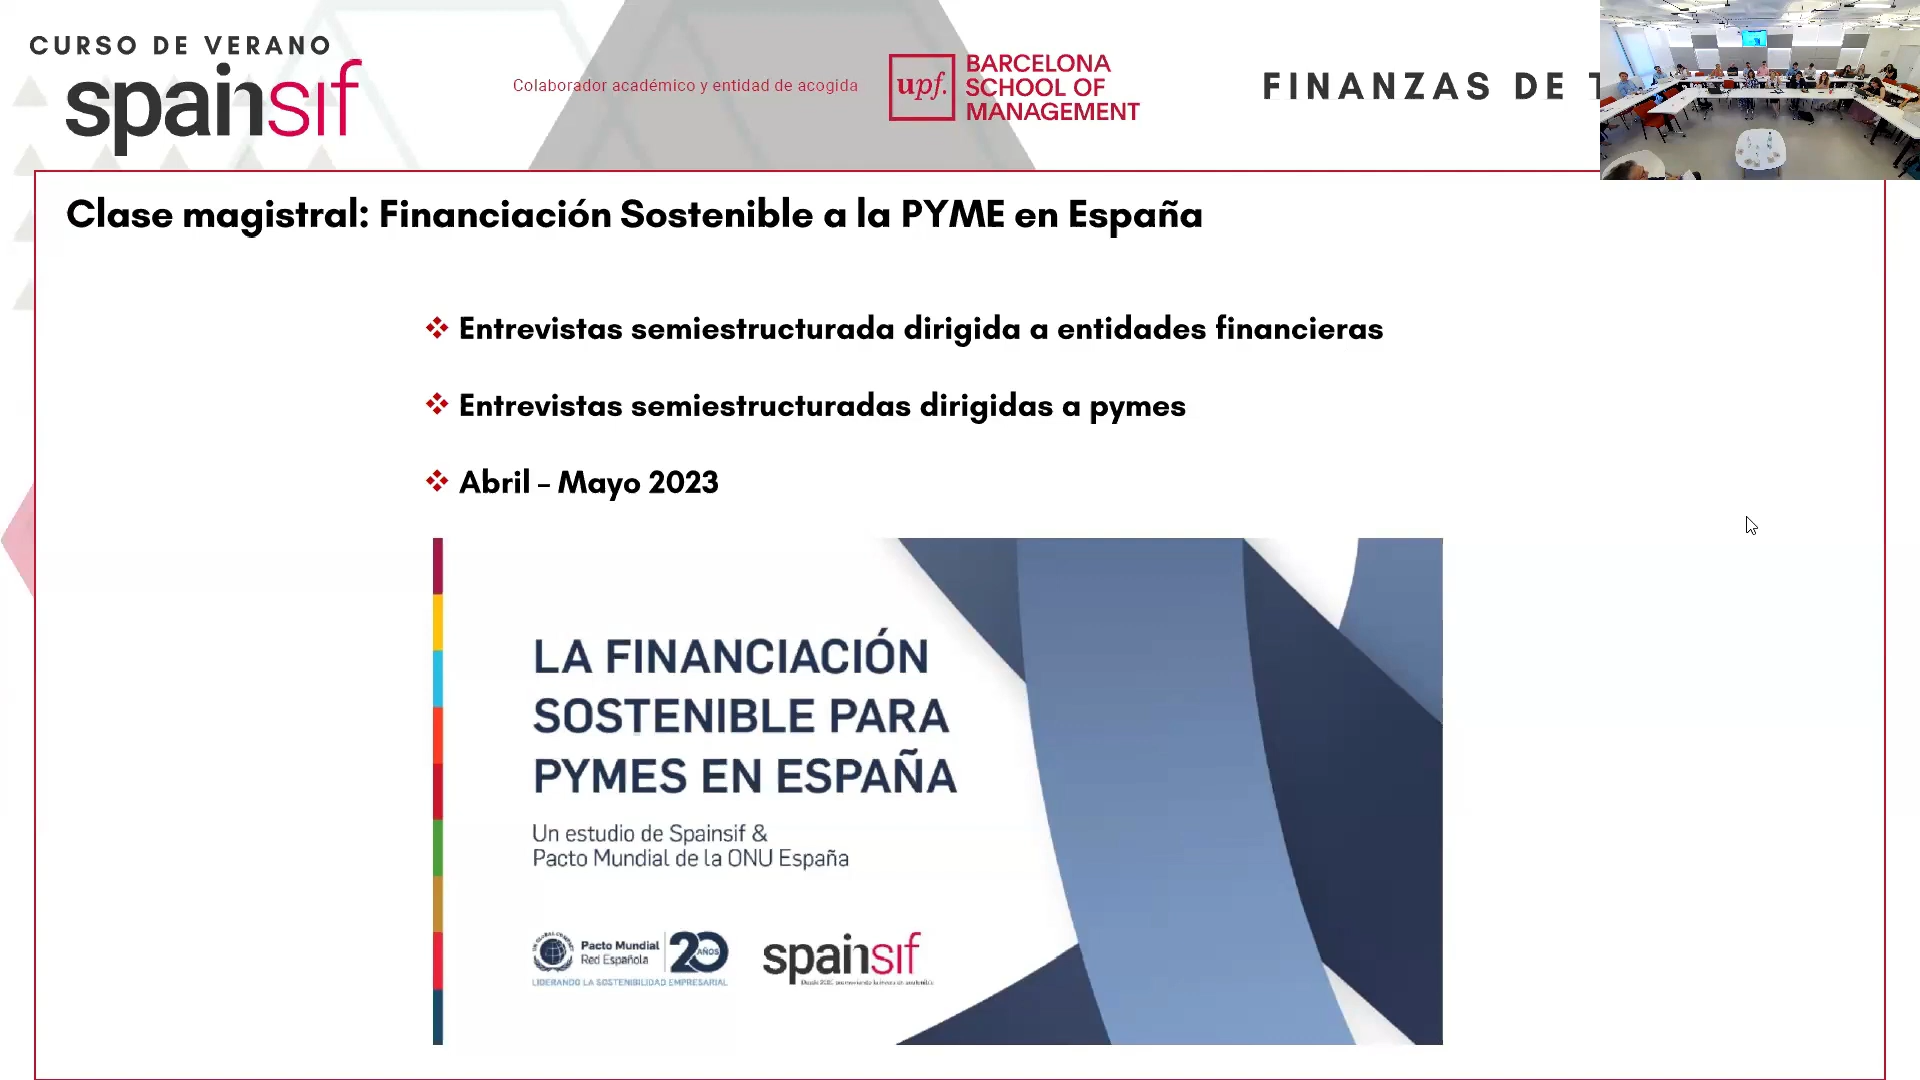 CURSO DE VERANO
spainsif
Colaborador académico y entidad de acogida
upf.
BARCELONA
SCHOOL OF
MANAGEMENT
FINANZAS DE
Clase magistral: Financiación Sostenible a la PYME en España
Entrevistas semiestructurada dirigida a entidades financieras
Entrevistas semiestructuradas dirigidas a pymes
Abril – Mayo 2023
LA FINANCIACIÓN
SOSTENIBLE PARA
PYMES EN ESPAÑA
Un estudio de Spainsif &
Pacto Mundial de la ONU España
Pacto Mundial
Red Española
20 AÑOS
LIDERANDO LA SOSTENIBILIDAD EMPRESARIAL
spainsif